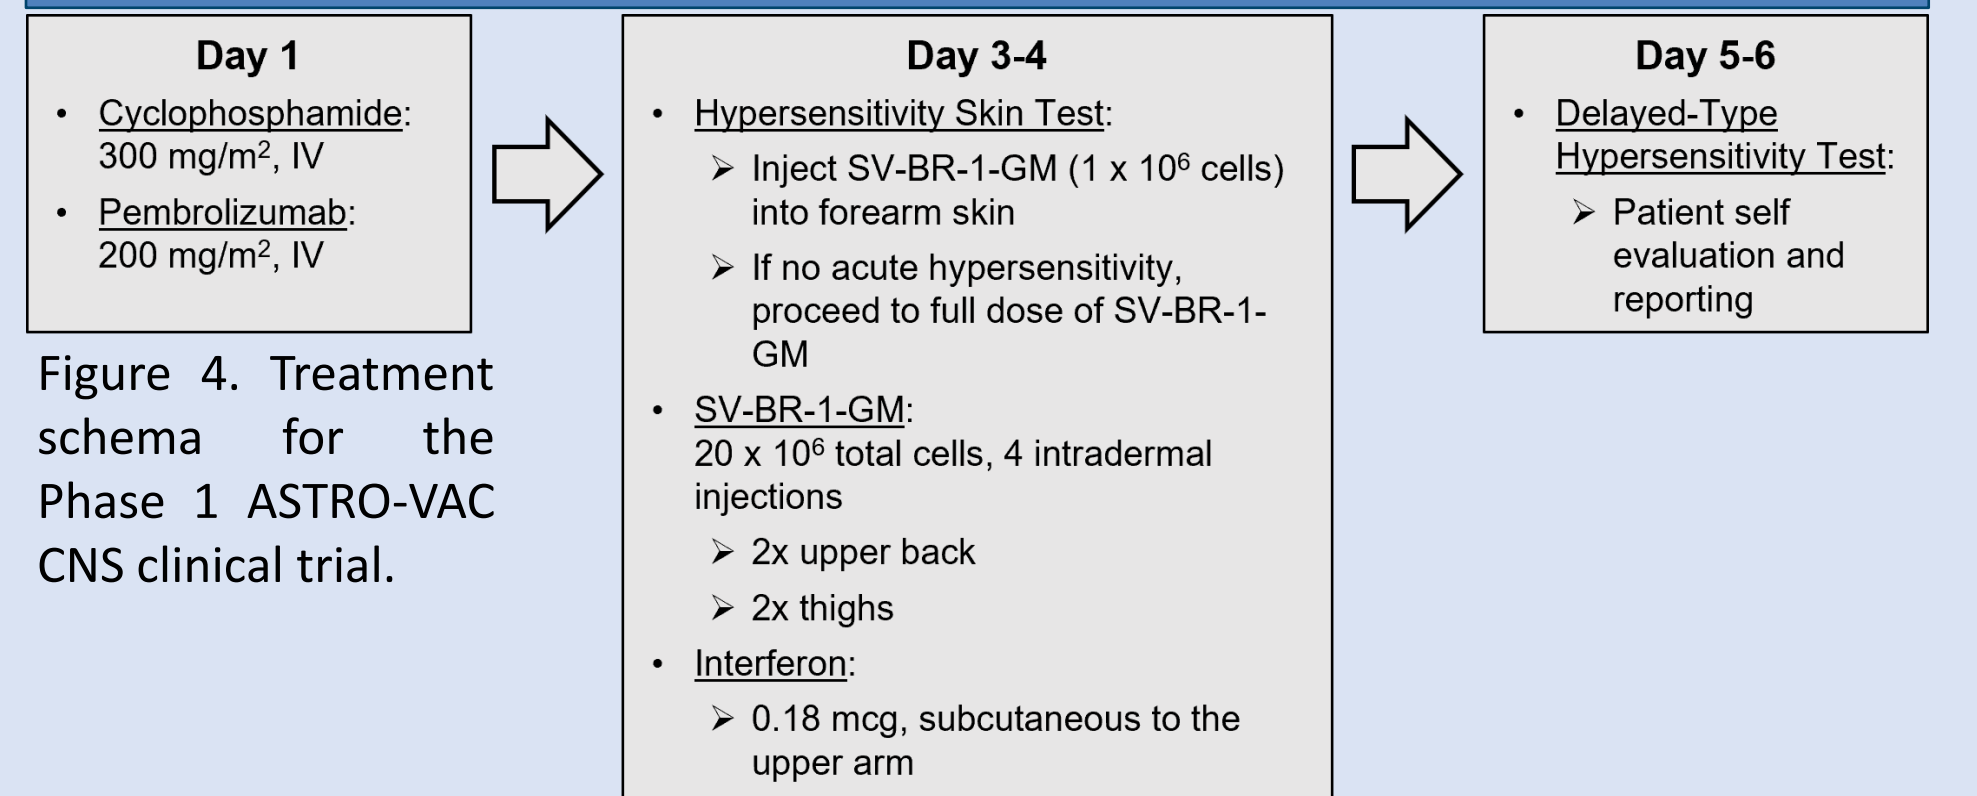 Day 1
• Cyclophosphamide:
300 mg/m², IV
• Pembrolizumab:
200 mg/m², IV
Day 3-4
• Hypersensitivity Skin Test:
➢ Inject SV-BR-1-GM (1 x 10⁶ cells)
into forearm skin
➢ If no acute hypersensitivity,
proceed to full dose of SV-BR-1-
GM
• SV-BR-1-GM:
20 x 10⁶ total cells, 4 intradermal
injections
➢ 2x upper back
➢ 2x thighs
• Interferon:
➢ 0.18 mcg, subcutaneous to the
upper arm
Day 5-6
• Delayed-Type
Hypersensitivity Test:
➢ Patient self
evaluation and
reporting
Figure 4. Treatment
schema for the
Phase 1 ASTRO-VAC
CNS clinical trial.